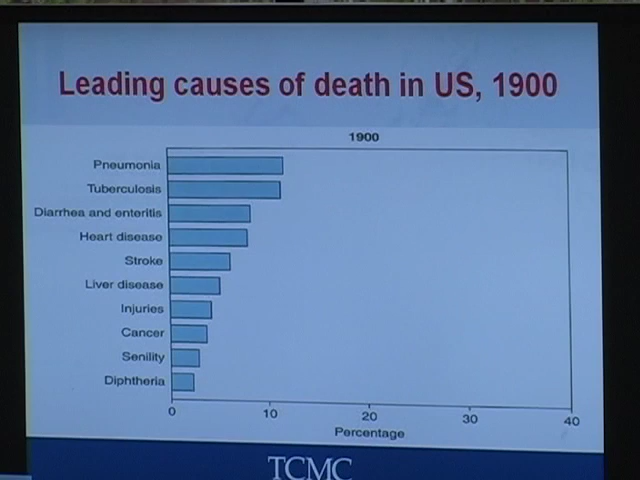 Leading causes of death in US, 1900
1900
Pneumonia
Tuberculosis
Diarrhea and enteritis
Heart disease
Stroke
Liver disease
Injuries
Cancer
Senility
Diphtheria
0 10 20 30 40
Percentage
TCMC